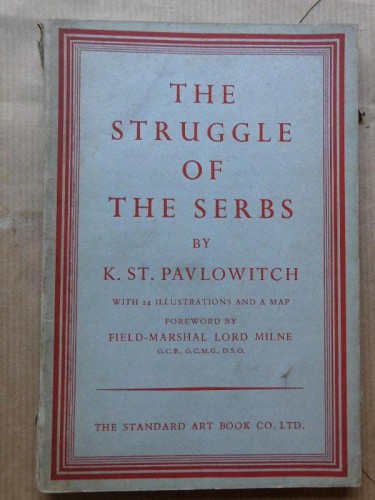 THE
STRUGGLE
OF
THE SERBS
BY
K. ST. PAVLOWITCH
WITH 24 ILLUSTRATIONS AND A MAP
FOREWORD BY
FIELD-MARSHAL LORD MILNE
G.C.B., G.C.M.G., D.S.O.
THE STANDARD ART BOOK CO. LTD.